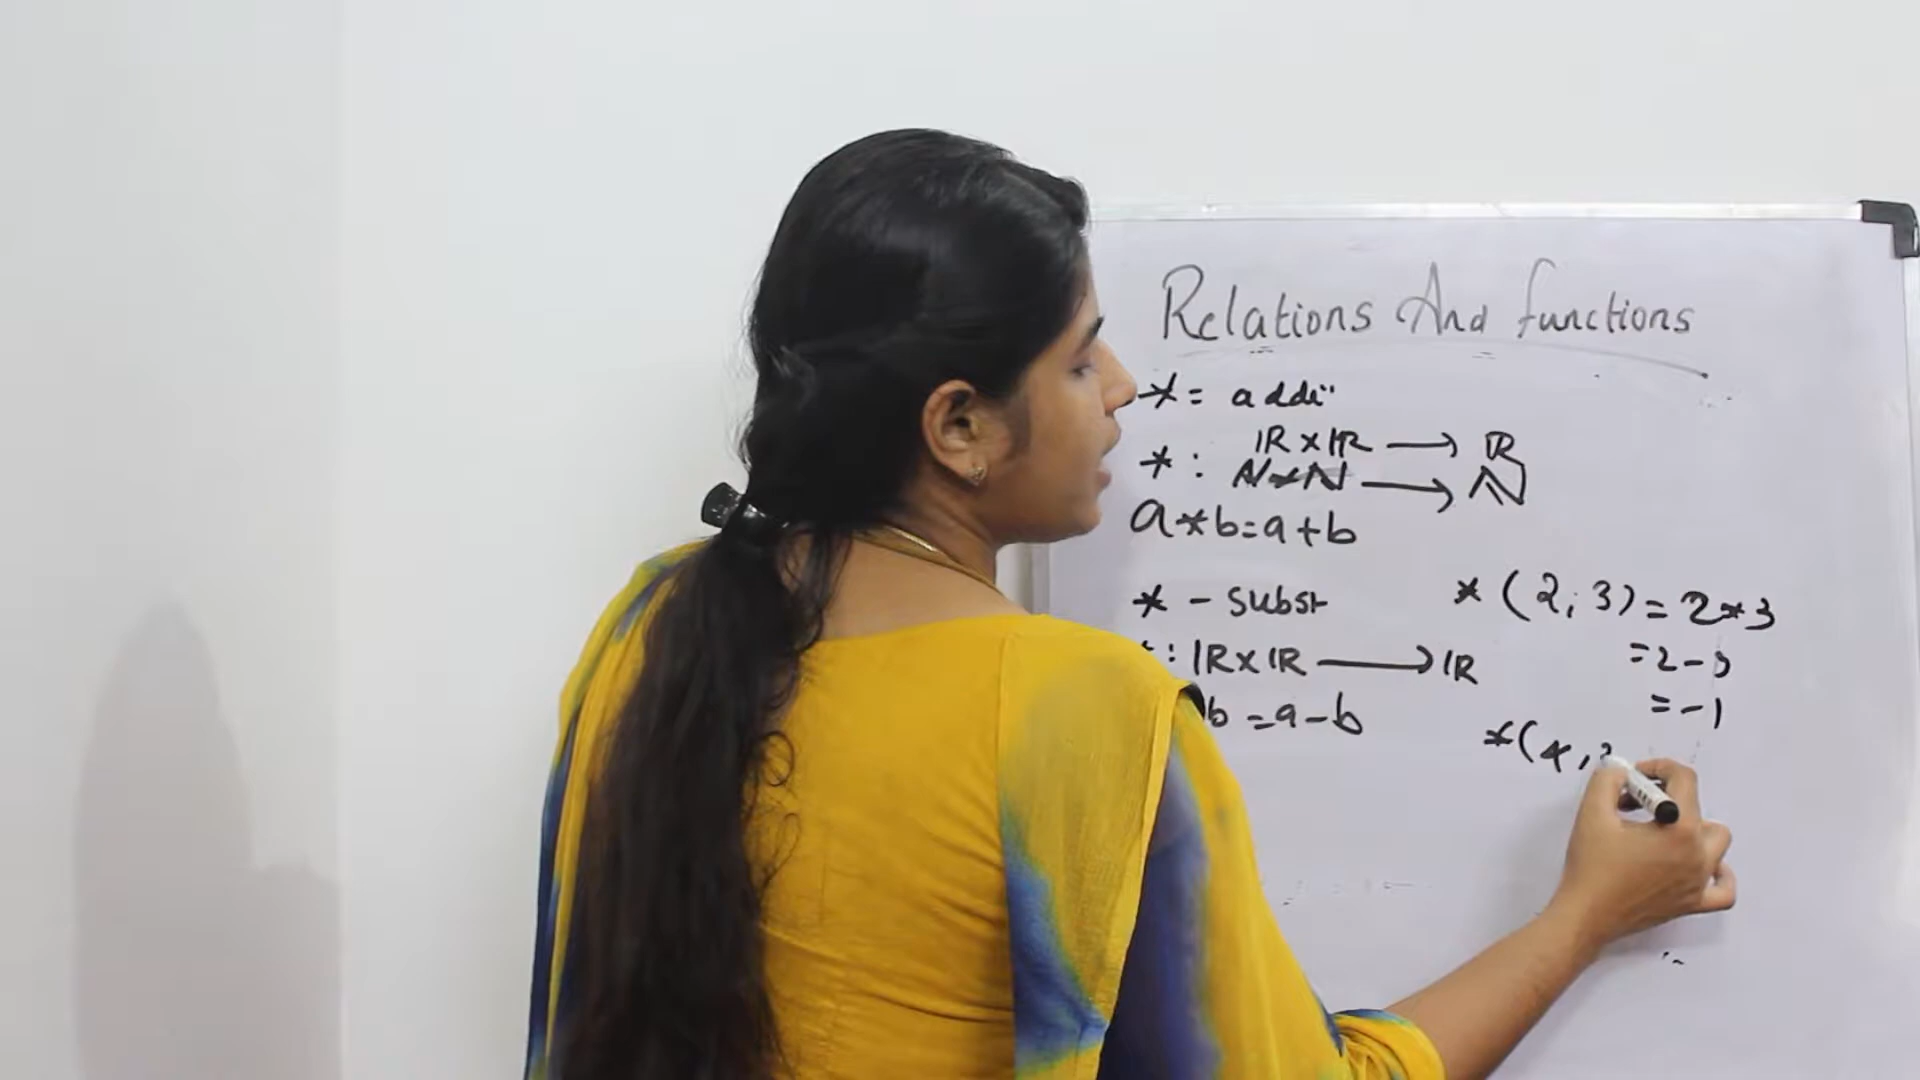 Relations And functions
* = addi"
* : IR x IR → IR
N x N → N
a * b = a + b
* - Subst
: IR x IR → IR
b = a - b
* (2, 3) = 2 * 3
= 2 - 3
= -1
* (4,